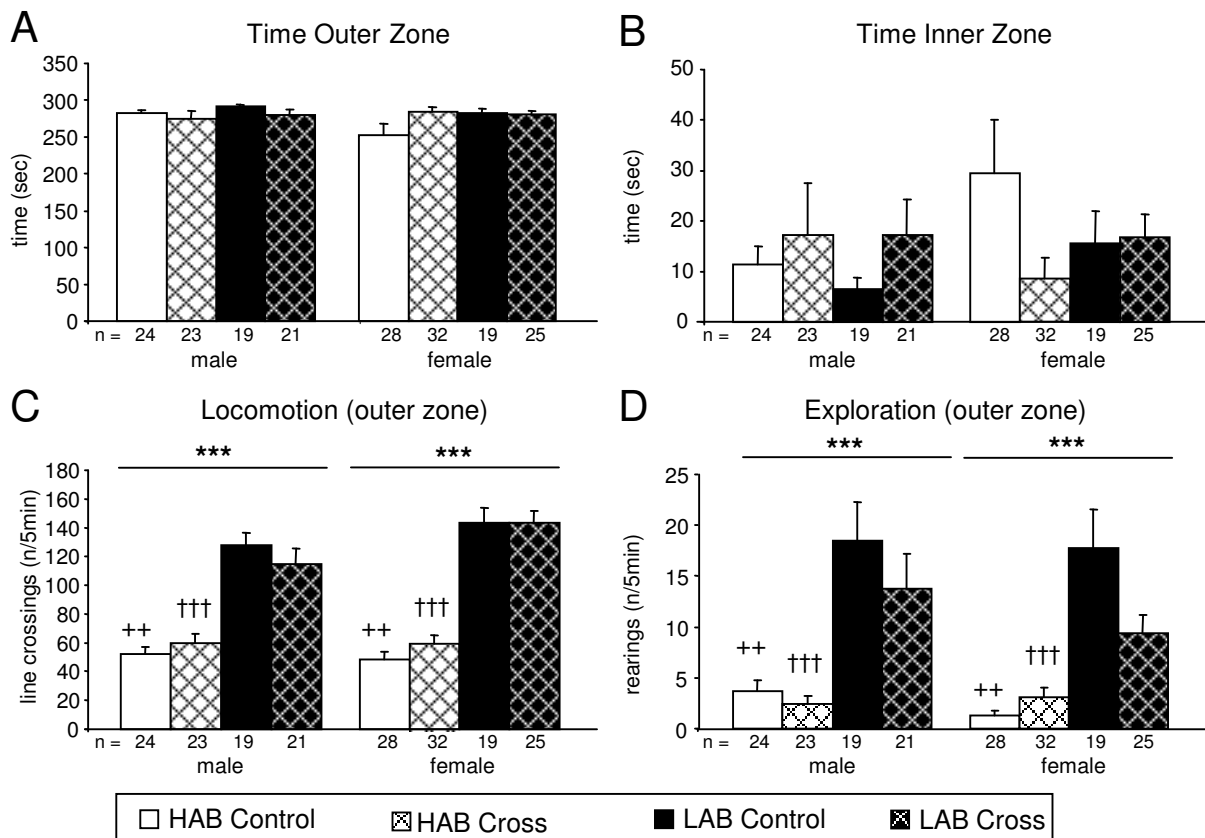 A
Time Outer Zone
time (sec)
350
300
250
200
150
100
50
0
n = 24 23 19 21 28 32 19 25
male female
B
Time Inner Zone
time (sec)
50
40
30
20
10
0
n = 24 23 19 21 28 32 19 25
male female
C
Locomotion (outer zone)
*** ***
line crossings (n/5min)
180
160
140
120
100
80
60
40
20
0
++ ††† ++ †††
n = 24 23 19 21 28 32 19 25
male female
D
Exploration (outer zone)
*** ***
rearings (n/5min)
25
20
15
10
5
0
++ ††† ++ †††
n = 24 23 19 21 28 32 19 25
male female
HAB Control HAB Cross LAB Control LAB Cross